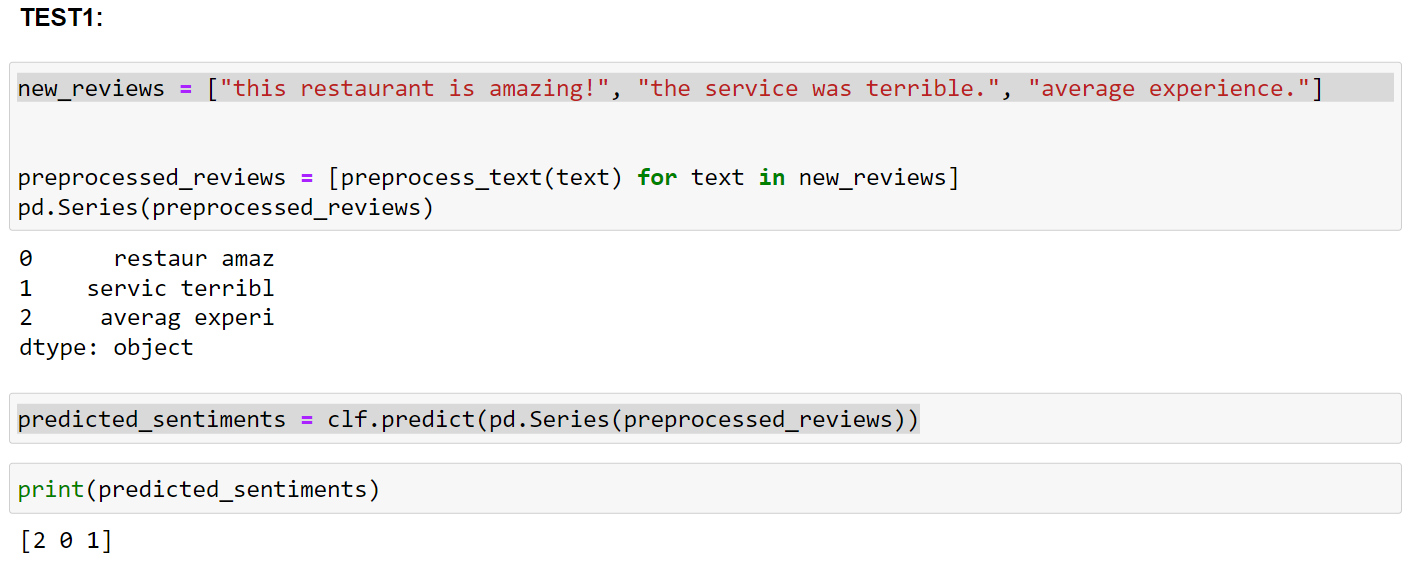 TEST1:
new_reviews = ["this restaurant is amazing!", "the service was terrible.", "average experience."]
preprocessed_reviews = [preprocess_text(text) for text in new_reviews]
pd.Series(preprocessed_reviews)
0      restaur amaz
1    servic terribl
2     averag experi
dtype: object
predicted_sentiments = clf.predict(pd.Series(preprocessed_reviews))
print(predicted_sentiments)
[2 0 1]